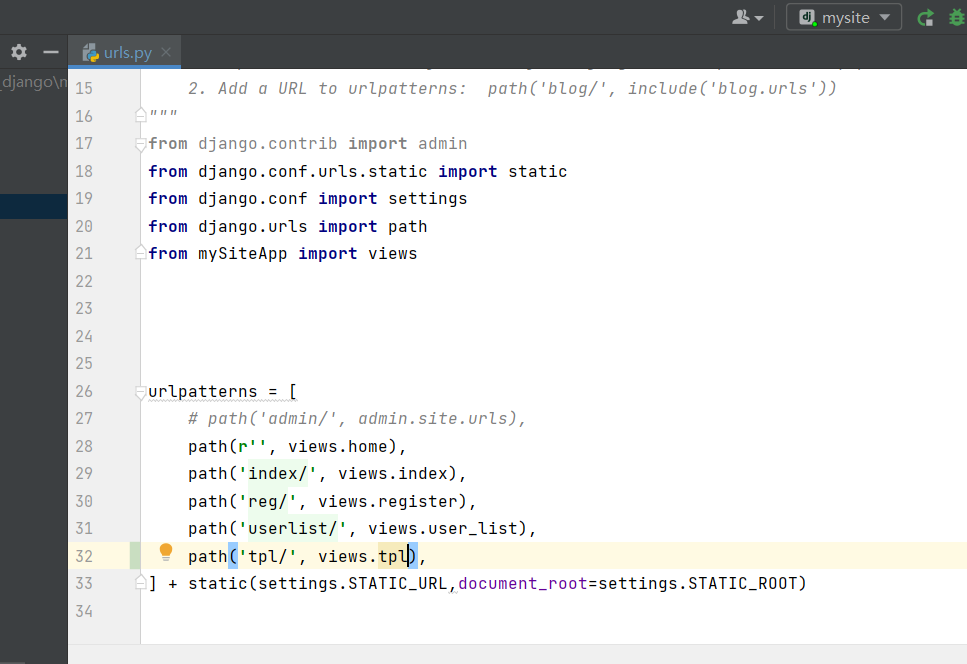 dj mysite
urls.py
_django\m
15 2. Add a URL to urlpatterns:  path('blog/', include('blog.urls'))
16 """
17 from django.contrib import admin
18 from django.conf.urls.static import static
19 from django.conf import settings
20 from django.urls import path
21 from mySiteApp import views
22
23
24
25
26 urlpatterns = [
27 # path('admin/', admin.site.urls),
28 path(r'', views.home),
29 path('index/', views.index),
30 path('reg/', views.register),
31 path('userlist/', views.user_list),
32 path('tpl/', views.tpl),
33 ] + static(settings.STATIC_URL,document_root=settings.STATIC_ROOT)
34